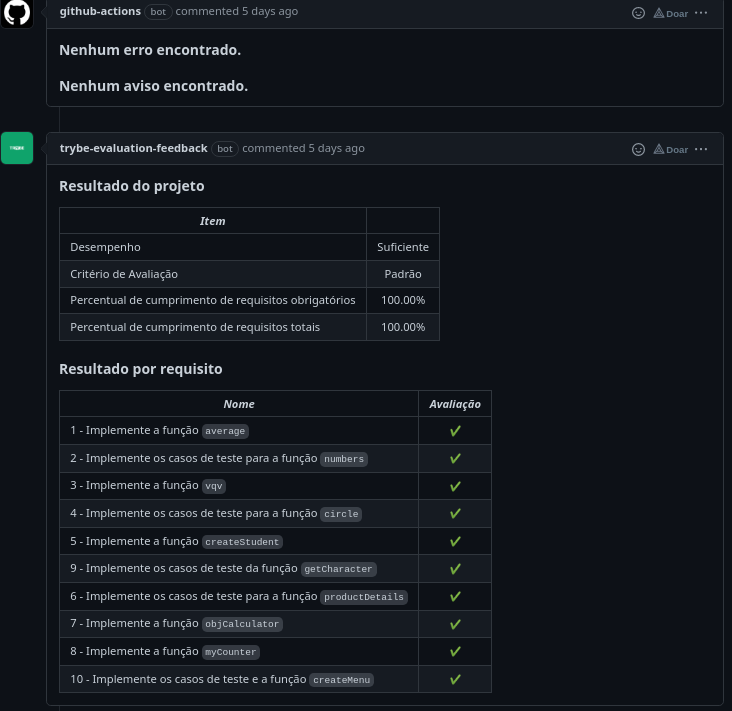 github-actions bot commented 5 days ago Doar ...
Nenhum erro encontrado.
Nenhum aviso encontrado.
TRYBE
trybe-evaluation-feedback bot commented 5 days ago Doar ...
Resultado do projeto
Item
Desempenho Suficiente
Critério de Avaliação Padrão
Percentual de cumprimento de requisitos obrigatórios 100.00%
Percentual de cumprimento de requisitos totais 100.00%
Resultado por requisito
Nome Avaliação
1 - Implemente a função average ✔
2 - Implemente os casos de teste para a função numbers ✔
3 - Implemente a função vqv ✔
4 - Implemente os casos de teste para a função circle ✔
5 - Implemente a função createStudent ✔
9 - Implemente os casos de teste da função getCharacter ✔
6 - Implemente os casos de teste para a função productDetails ✔
7 - Implemente a função objCalculator ✔
8 - Implemente a função myCounter ✔
10 - Implemente os casos de teste e a função createMenu ✔